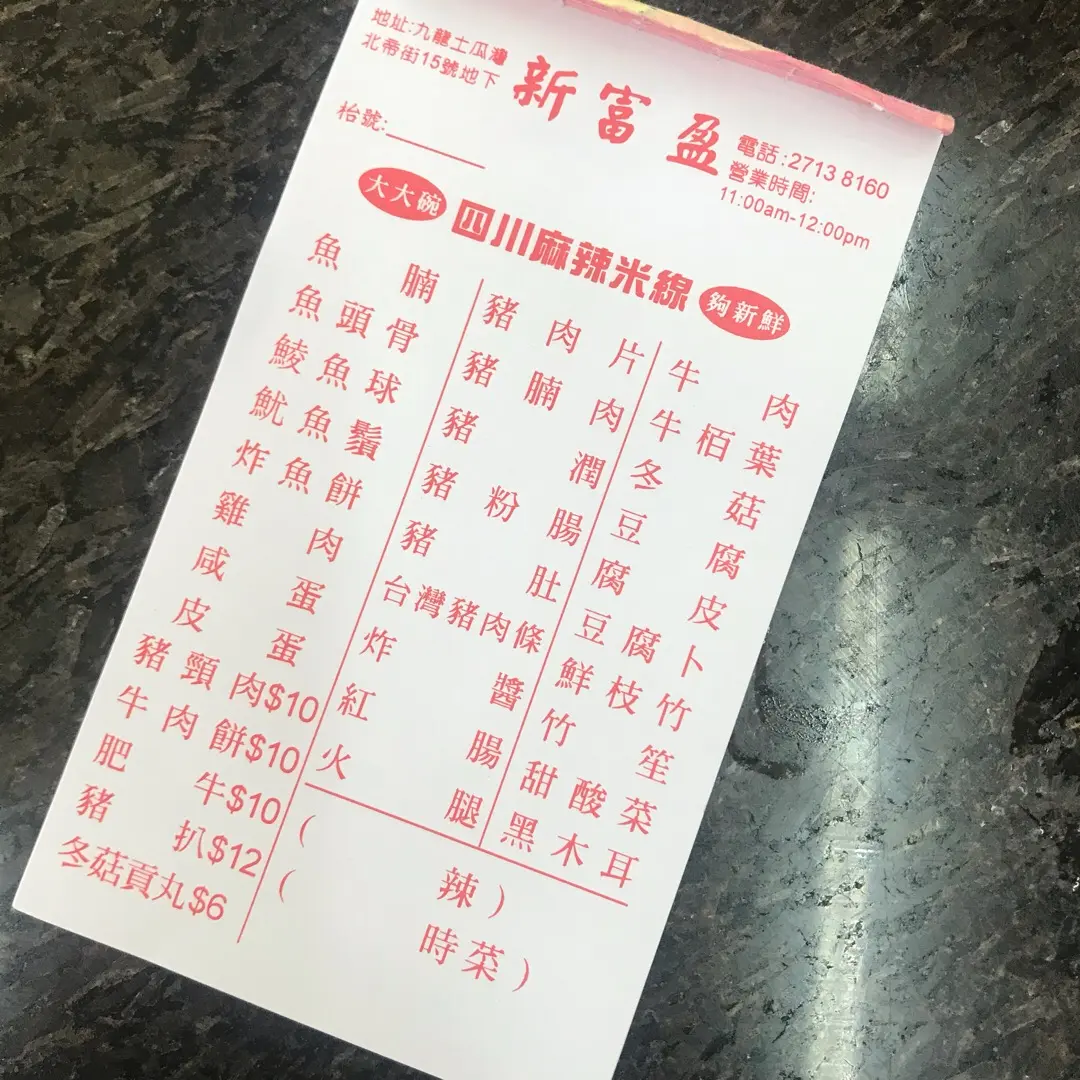 地址:九龍土瓜灣
北帝街15號地下
新富盈
電話:2713 8160
營業時間:
11:00am-12:00pm
枱號:
大大碗
四川麻辣米線
夠新鮮
魚腩
魚頭骨
鯪魚球
魷魚鬚
炸魚餅
雞肉
咸蛋
皮蛋
豬頸肉$10
牛肉餅$10
肥牛$10
豬扒$12
冬菇貢丸$6
豬肉片
豬腩肉
豬潤
豬粉腸
豬肚
台灣豬肉條
炸醬
紅腸
火腿
牛肉
牛栢葉
冬菇
豆腐
腐皮
豆腐卜
鮮枝竹
竹笙
甜酸菜
黑木耳
( 辣 )
( 時菜 )